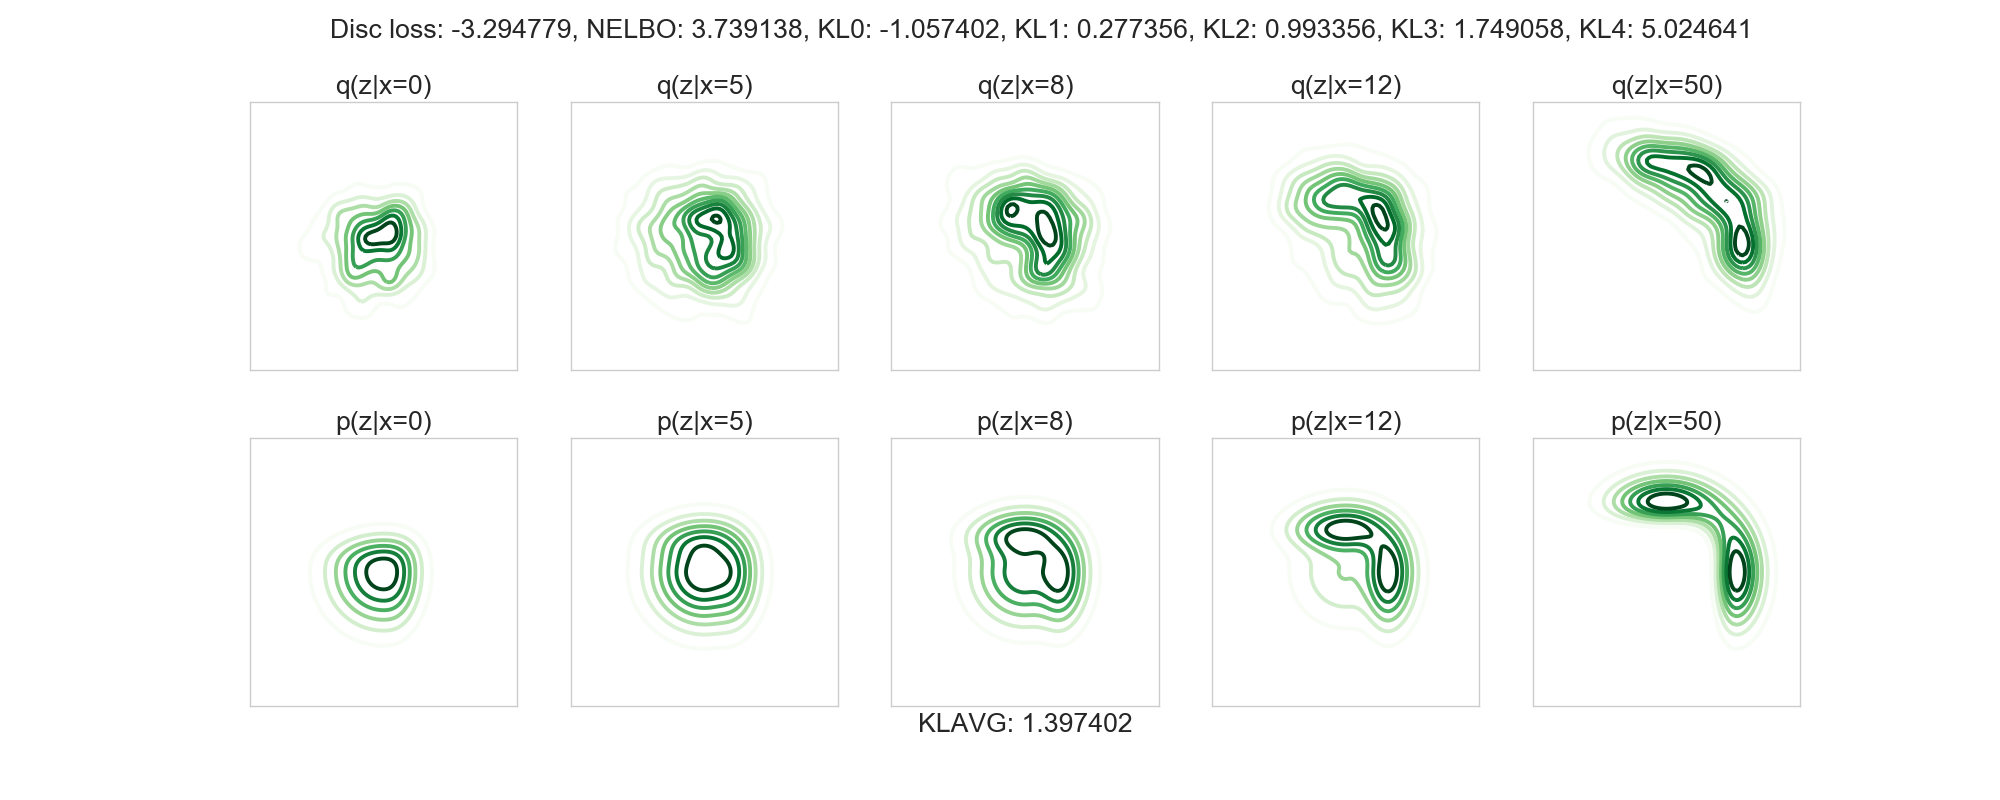 Disc loss: -3.294779, NELBO: 3.739138, KL0: -1.057402, KL1: 0.277356, KL2: 0.993356, KL3: 1.749058, KL4: 5.024641
q(z|x=0) q(z|x=5) q(z|x=8) q(z|x=12) q(z|x=50)
p(z|x=0) p(z|x=5) p(z|x=8) p(z|x=12) p(z|x=50)
KLAVG: 1.397402